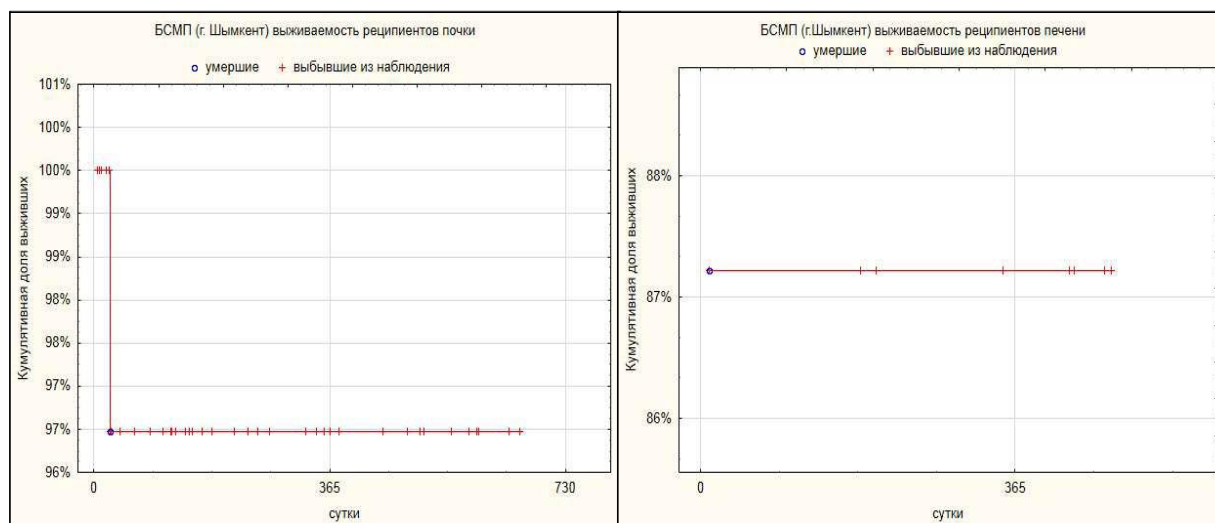 БСМП (г. Шымкент) выживаемость реципиентов почки
умершие выбывшие из наблюдения
Кумулятивная доля выживших
101%
100%
100%
99%
99%
98%
98%
97%
97%
96%
0 365 730
сутки
БСМП (г.Шымкент) выживаемость реципиентов печени
умершие выбывшие из наблюдения
Кумулятивная доля выживших
88%
87%
86%
0 365
сутки